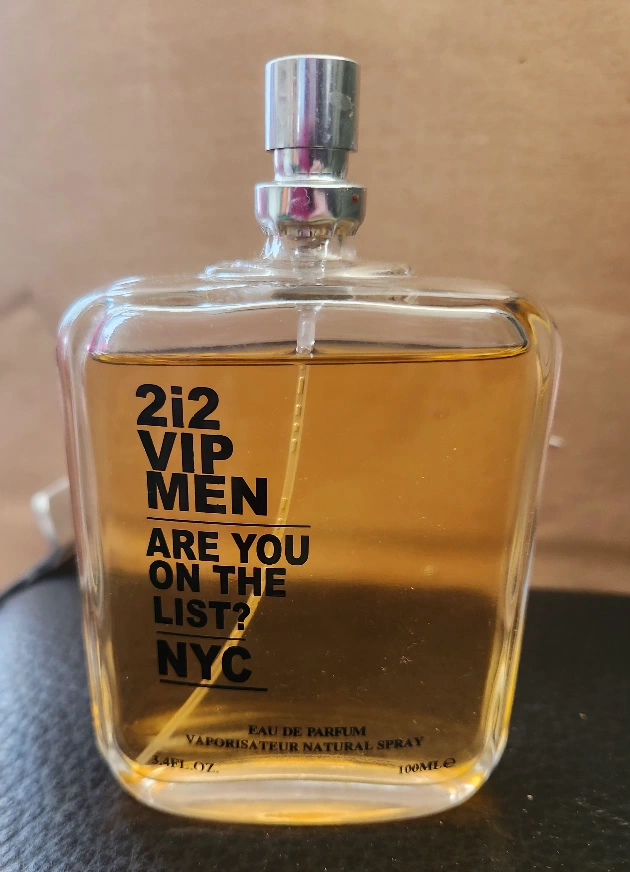 2i2
VIP
MEN
ARE YOU
ON THE
LIST?
NYC
EAU DE PARFUM
VAPORISATEUR NATURAL SPRAY
3.4FL.OZ. 100ML℮